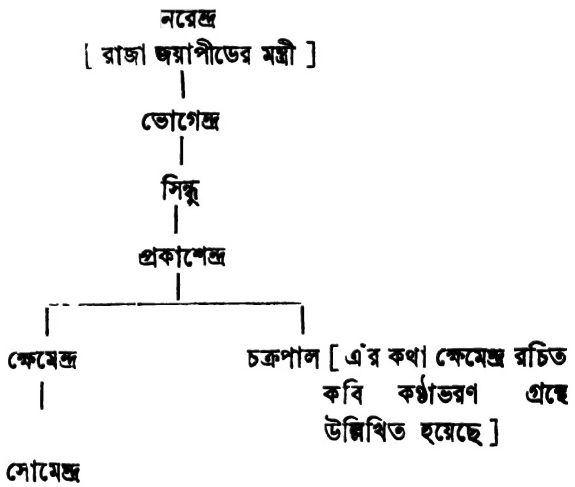 নরেন্দ্র
[ রাজা জয়াপীডের মন্ত্রী ]
ভোগেন্দ্র
সিন্ধু
প্রকাশেন্দ্র
ক্ষেমেন্দ্র
চক্রপাল [ এঁর কথা ক্ষেমেন্দ্র রচিত
কবি কণ্ঠাভরণ গ্রন্থে
উল্লিখিত হয়েছে ]
সোমেন্দ্র